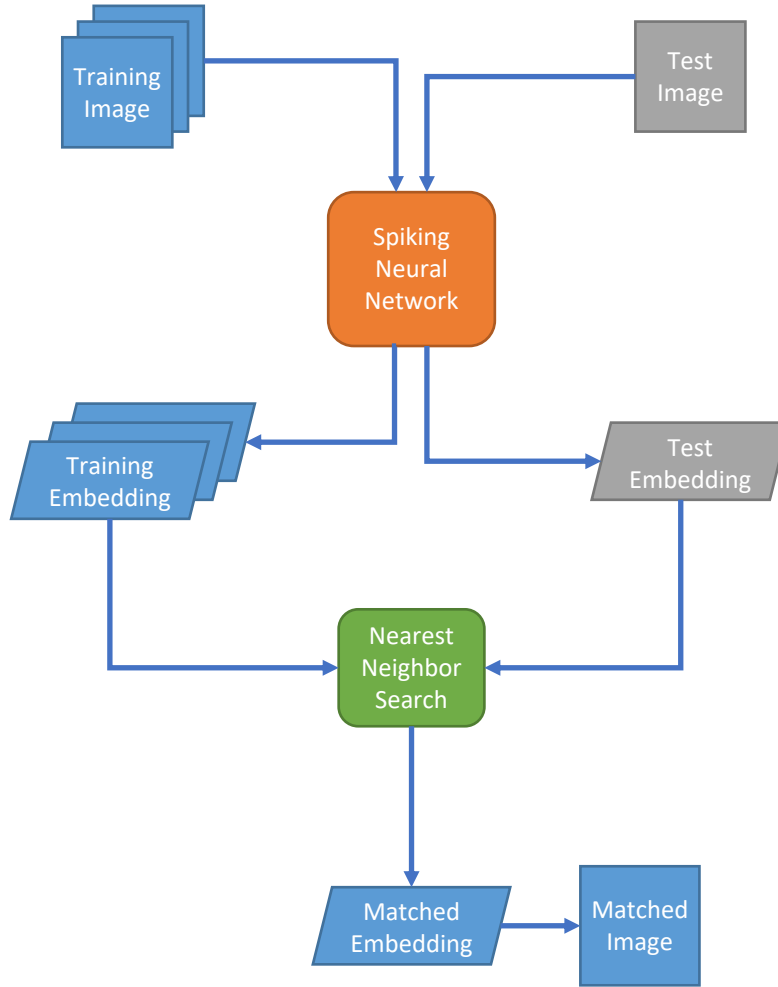 Training
Image
Test
Image
Spiking
Neural
Network
Training
Embedding
Test
Embedding
Nearest
Neighbor
Search
Matched
Embedding
Matched
Image